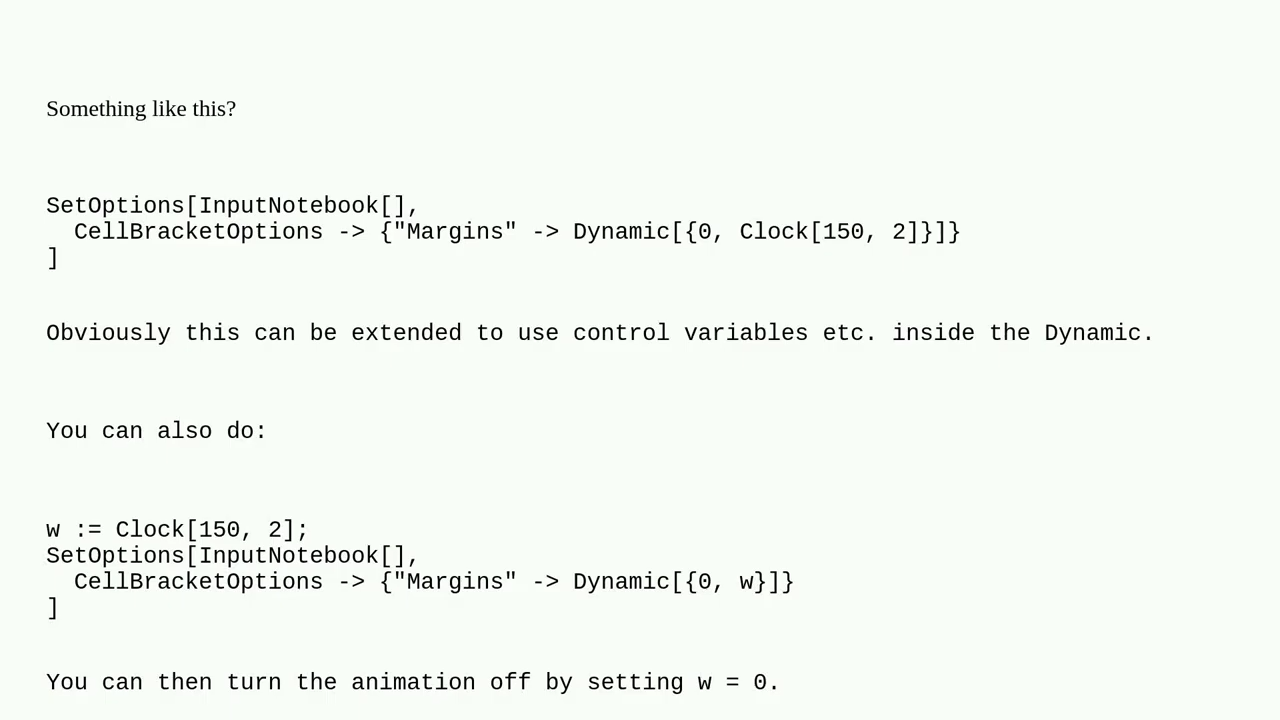 Something like this?
SetOptions[InputNotebook[],
  CellBracketOptions -> {"Margins" -> Dynamic[{0, Clock[150, 2]}]}
]
Obviously this can be extended to use control variables etc. inside the Dynamic.
You can also do:
w := Clock[150, 2];
SetOptions[InputNotebook[],
  CellBracketOptions -> {"Margins" -> Dynamic[{0, w}]}
]
You can then turn the animation off by setting w = 0.